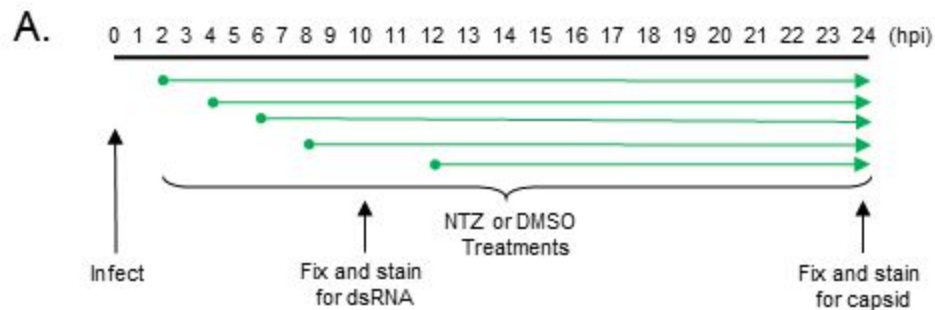 A.
0 1 2 3 4 5 6 7 8 9 10 11 12 13 14 15 16 17 18 19 20 21 22 23 24 (hpi)
NTZ or DMSO
Treatments
Infect
Fix and stain
for dsRNA
Fix and stain
for capsid